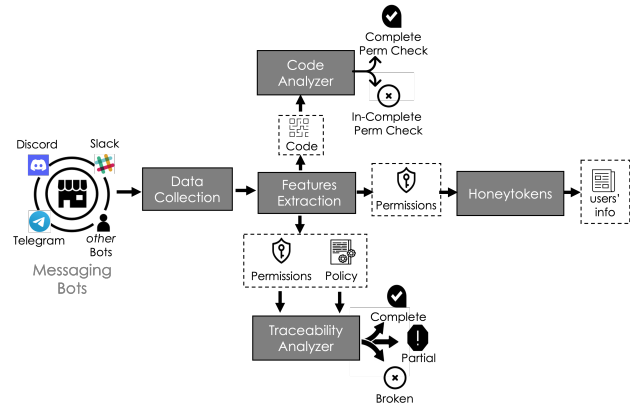 Complete
Perm Check
Code
Analyzer
In-Complete
Perm Check
Code
Discord
Slack
Telegram
other
Bots
Messaging
Bots
Data
Collection
Features
Extraction
Permissions
Honeytokens
users'
info
Permissions
Policy
Traceability
Analyzer
Complete
Partial
Broken